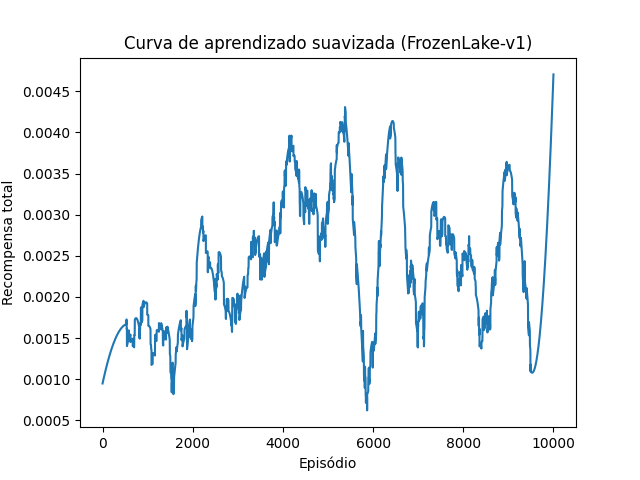 Curva de aprendizado suavizada (FrozenLake-v1)
0.0045
0.0040
0.0035
0.0030
0.0025
0.0020
0.0015
0.0010
0.0005
Recompensa total
0 2000 4000 6000 8000 10000
Episódio